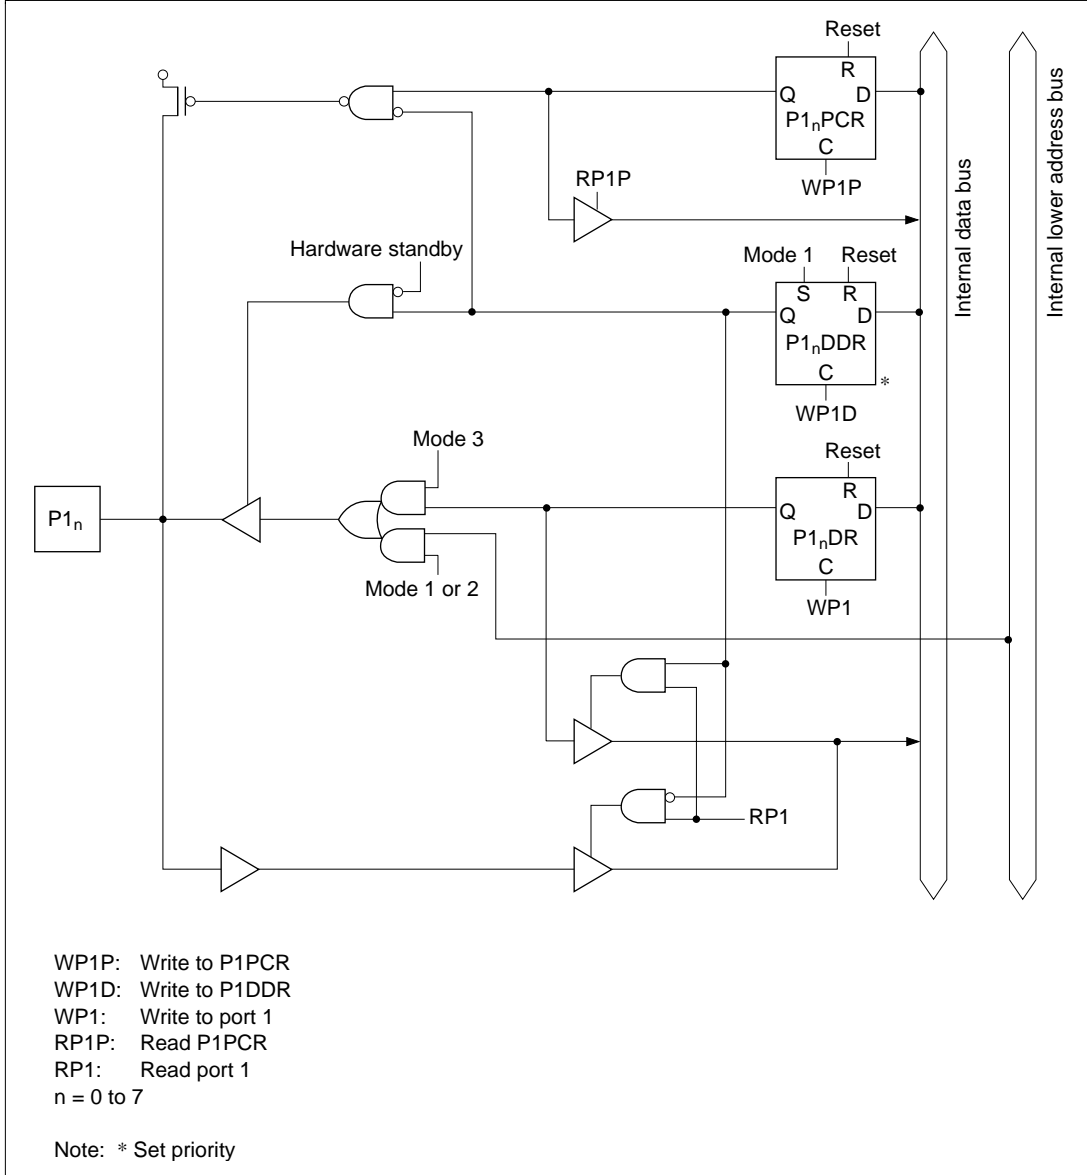 Reset
R
Q D
P1nPCR
C
WP1P
RP1P
Hardware standby
Mode 1 Reset
S R
Q D
P1nDDR
C
*
WP1D
Mode 3
Reset
R
Q D
P1nDR
C
WP1
P1n
Mode 1 or 2
RP1
Internal data bus
Internal lower address bus
WP1P: Write to P1PCR
WP1D: Write to P1DDR
WP1: Write to port 1
RP1P: Read P1PCR
RP1: Read port 1
n = 0 to 7
Note: * Set priority